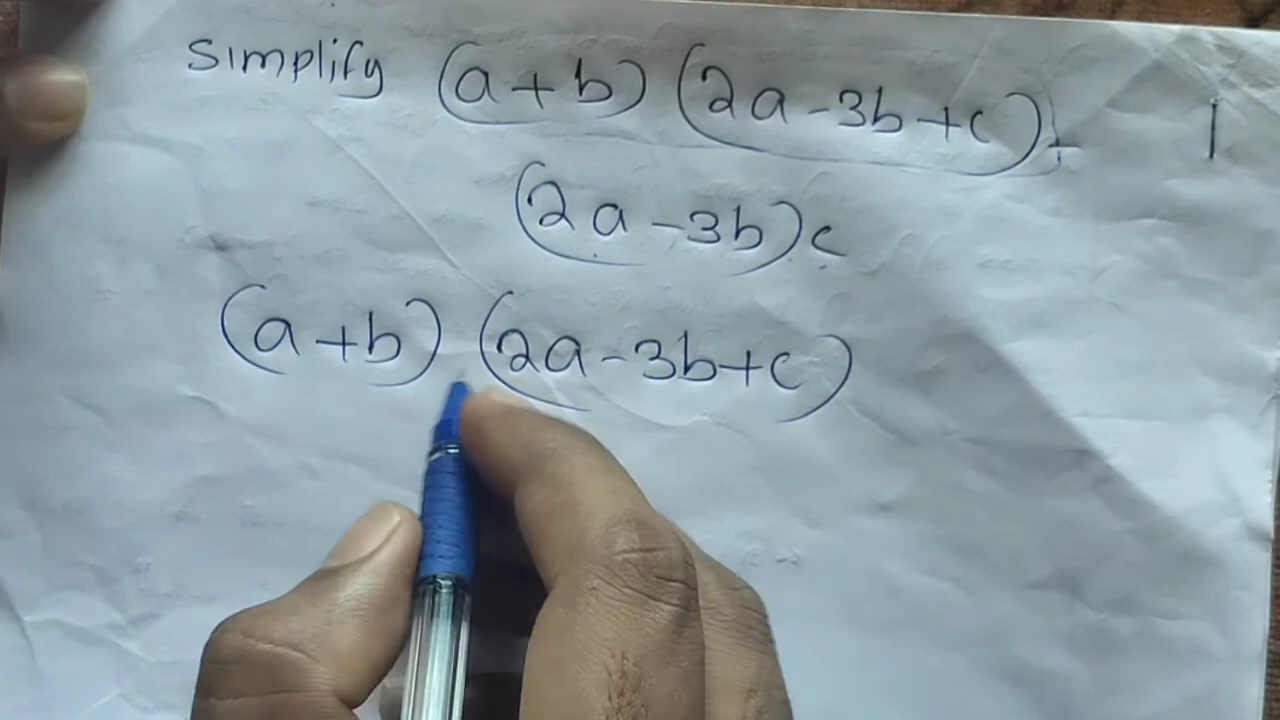 Simplify (a+b) (2a-3b+c)-
(2a-3b)c
(a+b) (2a-3b+c)